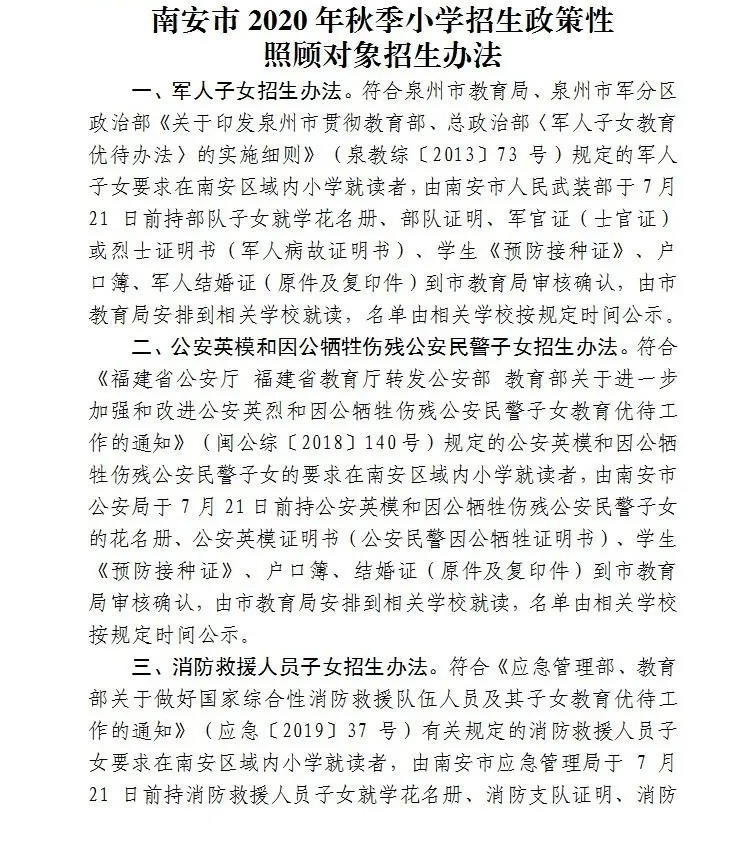 南安市 2020 年秋季小学招生政策性
照顾对象招生办法
一、军人子女招生办法。符合泉州市教育局、泉州市军分区
政治部《关于印发泉州市贯彻教育部、总政治部〈军人子女教育
优待办法〉的实施细则》（泉教综〔2013〕73 号）规定的军人
子女要求在南安区域内小学就读者,由南安市人民武装部于 7 月
21 日前持部队子女就学花名册、部队证明、军官证（士官证）
或烈士证明书（军人病故证明书）、学生《预防接种证》、户
口簿、军人结婚证（原件及复印件）到市教育局审核确认，由市
教育局安排到相关学校就读，名单由相关学校按规定时间公示。
二、公安英模和因公牺牲伤残公安民警子女招生办法。符合
《福建省公安厅 福建省教育厅转发公安部 教育部关于进一步
加强和改进公安英烈和因公牺牲伤残公安民警子女教育优待工
作的通知》（闽公综〔2018〕140 号）规定的公安英模和因公牺
牲伤残公安民警子女的要求在南安区域内小学就读者，由南安市
公安局于 7 月 21 日前持公安英模和因公牺牲伤残公安民警子女
的花名册、公安英模证明书（公安民警因公牺牲证明书）、学生
《预防接种证》、户口簿、结婚证（原件及复印件）到市教育
局审核确认，由市教育局安排到相关学校就读，名单由相关学校
按规定时间公示。
三、消防救援人员子女招生办法。符合《应急管理部、教育
部关于做好国家综合性消防救援队伍人员及其子女教育优待工
作的通知》（应急〔2019〕37 号）有关规定的消防救援人员子
女要求在南安区域内小学就读者，由南安市应急管理局于 7 月
21 日前持消防救援人员子女就学花名册、消防支队证明、消防